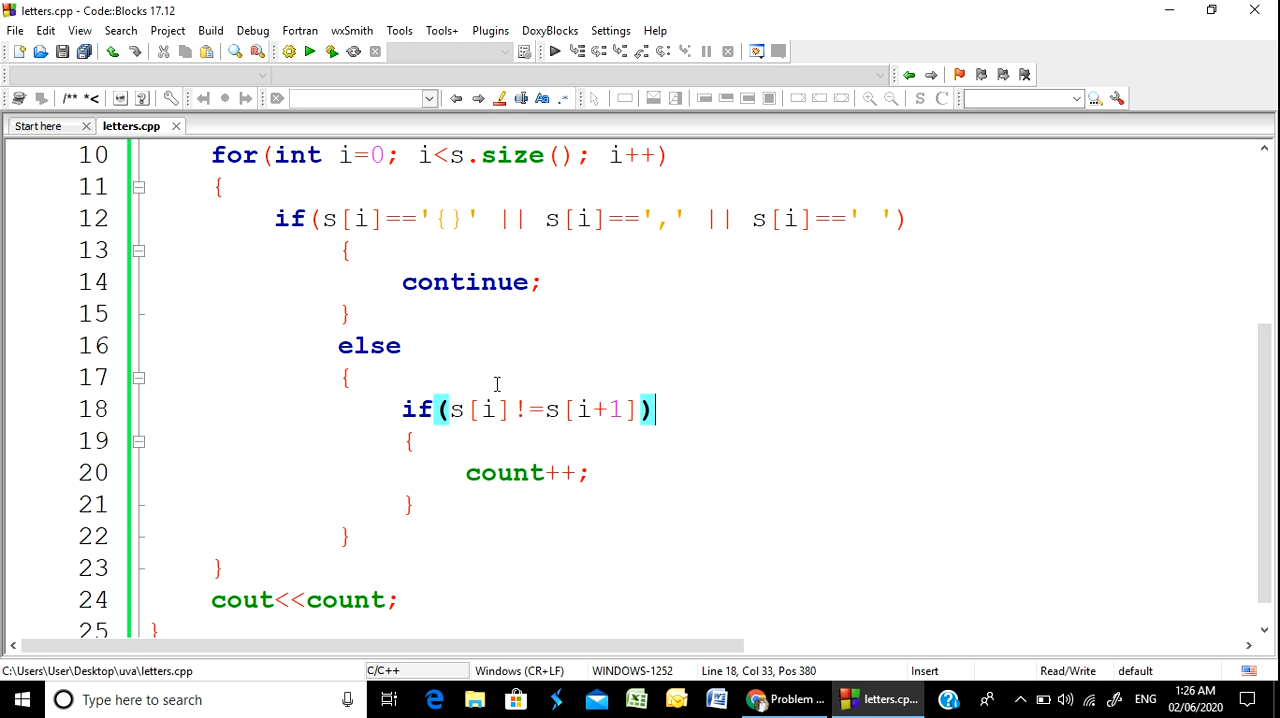 letters.cpp - Code::Blocks 17.12
File Edit View Search Project Build Debug Fortran wxSmith Tools Tools+ Plugins DoxyBlocks Settings Help
/** *<
Aa .*
S C
Start here letters.cpp
10 for(int i=0; i<s.size(); i++)
11 {
12 if(s[i]=='{}' || s[i]==',' || s[i]==' ')
13 {
14 continue;
15 }
16 else
17 {
18 if(s[i]!=s[i+1])
19 {
20 count++;
21 }
22 }
23 }
24 cout<<count;
25 }
C:\Users\User\Desktop\uva\letters.cpp C/C++ Windows (CR+LF) WINDOWS-1252 Line 18, Col 33, Pos 380 Insert Read/Write default
Type here to search Problem ... letters.cp... ENG 1:26 AM
02/06/2020